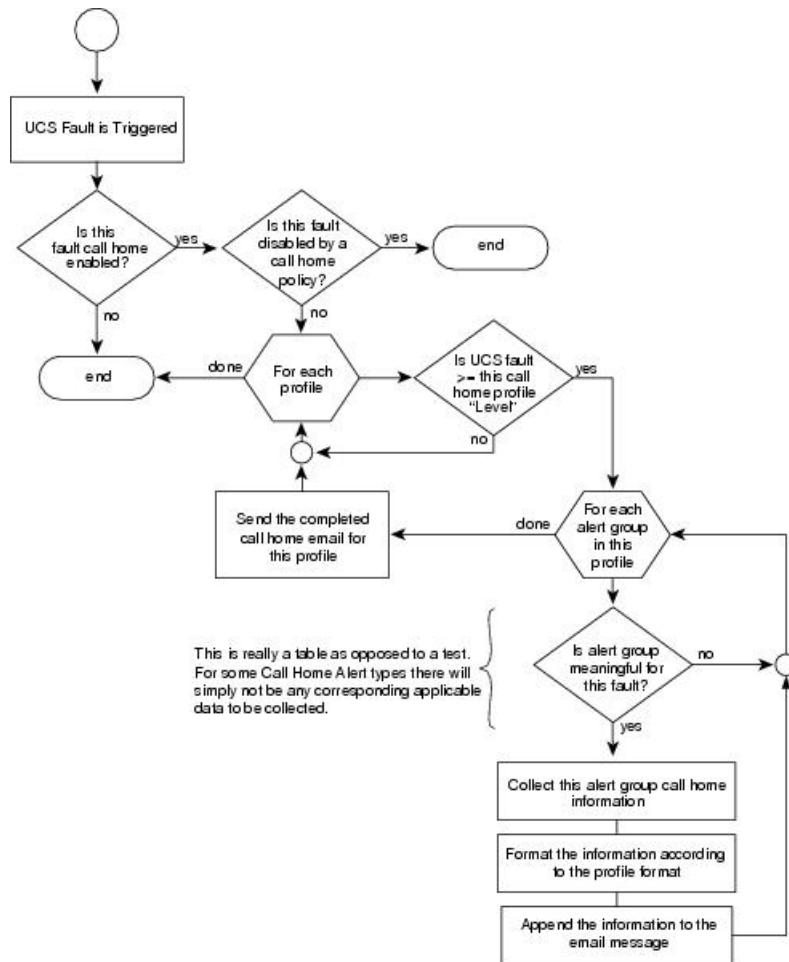 UCS Fault is Triggered
Is this
fault call home
enabled?
yes
Is this fault
disabled by a
call home
policy?
yes
end
no
no
end
done
For each
profile
Is UCS fault
>= this call
home profile
"Level"
yes
no
Send the completed
call home email for
this profile
done
For each
alert group
in this
profile
This is really a table as opposed to a test.
For some Call Home Alert types there will
simply not be any corresponding applicable
data to be collected.
Is alert group
meaningful for
this fault?
no
yes
Collect this alert group call home
information
Format the information according
to the profile format
Append the information to the
email message